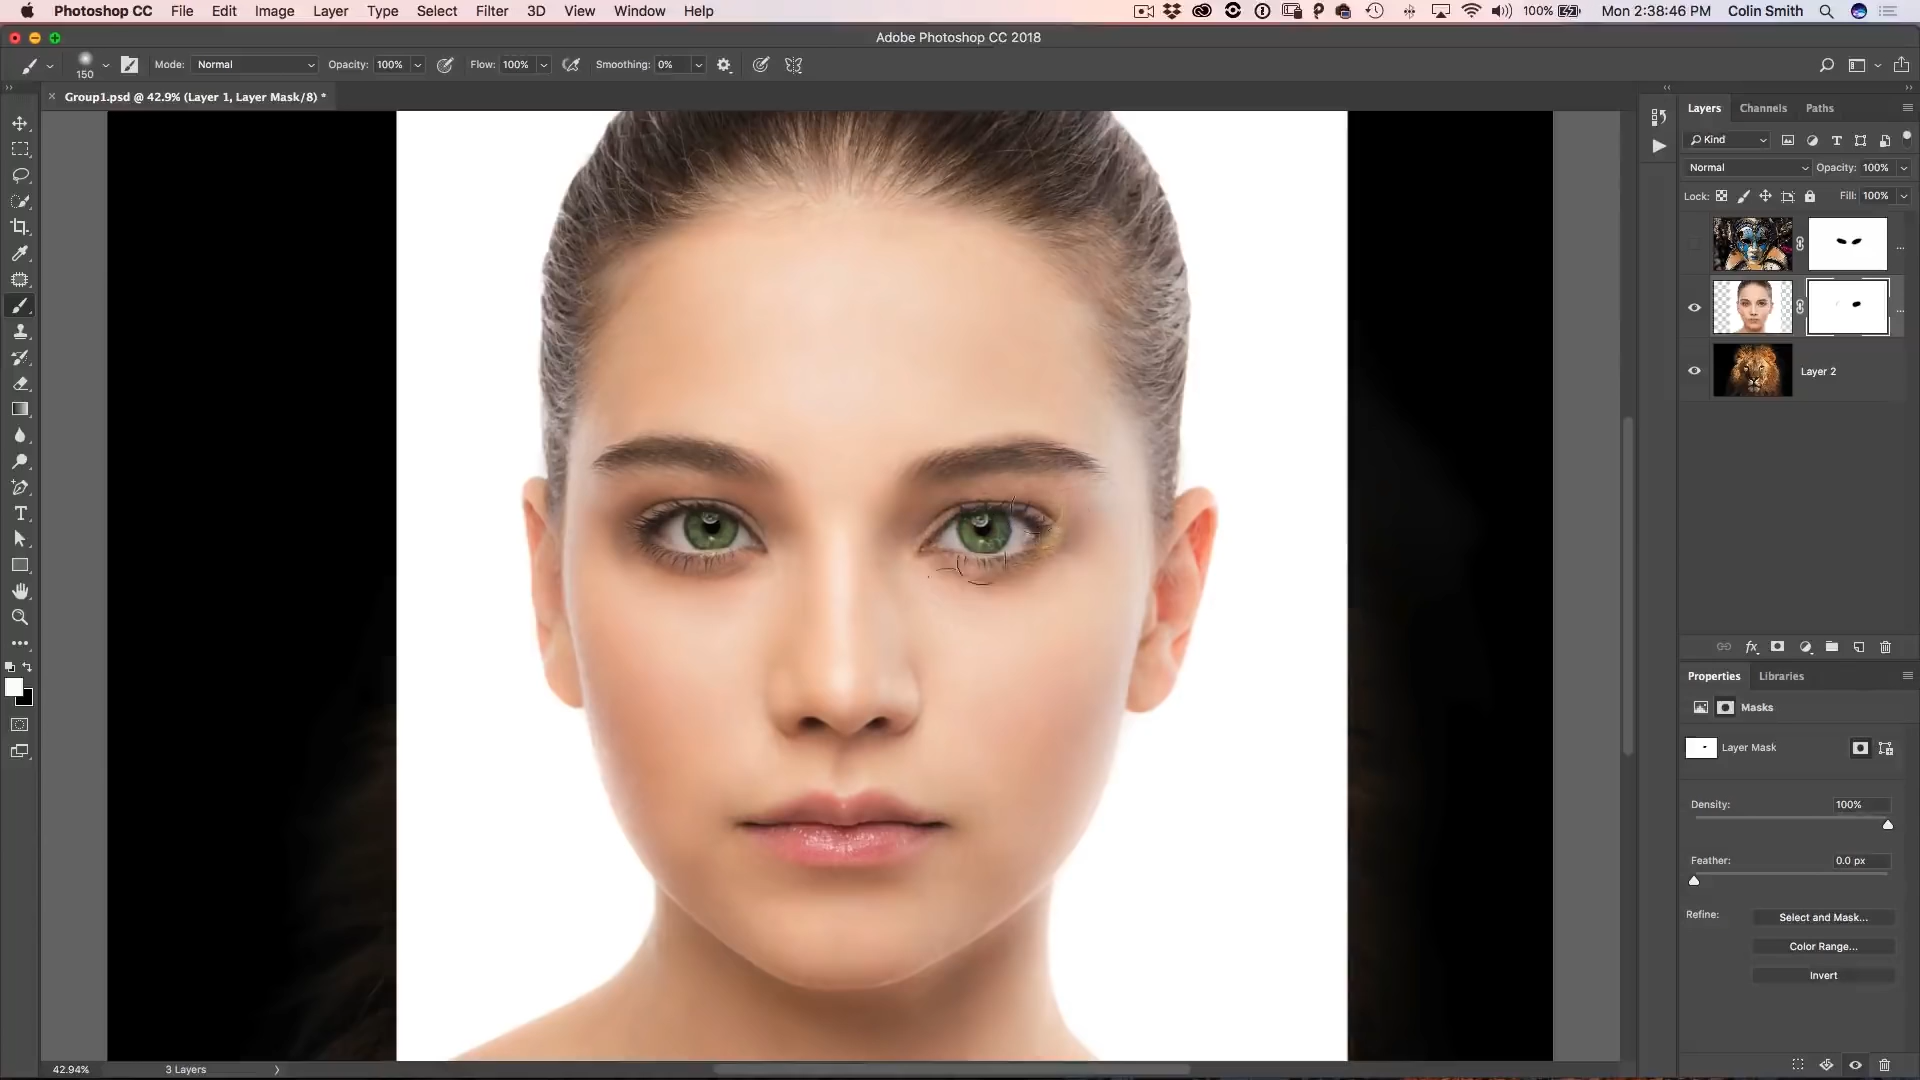 Photoshop CC File Edit Image Layer Type Select Filter 3D View Window Help 100% Mon 2:38:46 PM Colin Smith
Adobe Photoshop CC 2018
150 Mode: Normal Opacity: 100% Flow: 100% Smoothing: 0%
Group1.psd @ 42.9% (Layer 1, Layer Mask/8) *
Layers Channels Paths
Kind
Normal Opacity: 100%
Lock: Fill: 100%
...
...
Layer 2
Properties Libraries
Masks
Layer Mask
Density: 100%
Feather: 0.0 px
Refine: Select and Mask...
Color Range...
Invert
42.94% 3 Layers